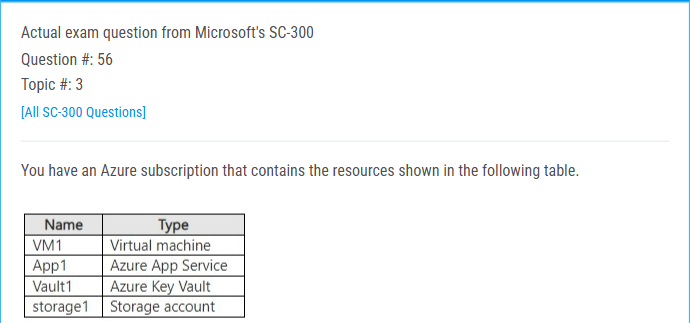 Actual exam question from Microsoft's SC-300
Question #: 56
Topic #: 3
[All SC-300 Questions]
You have an Azure subscription that contains the resources shown in the following table.
Name Type
VM1 Virtual machine
App1 Azure App Service
Vault1 Azure Key Vault
storage1 Storage account